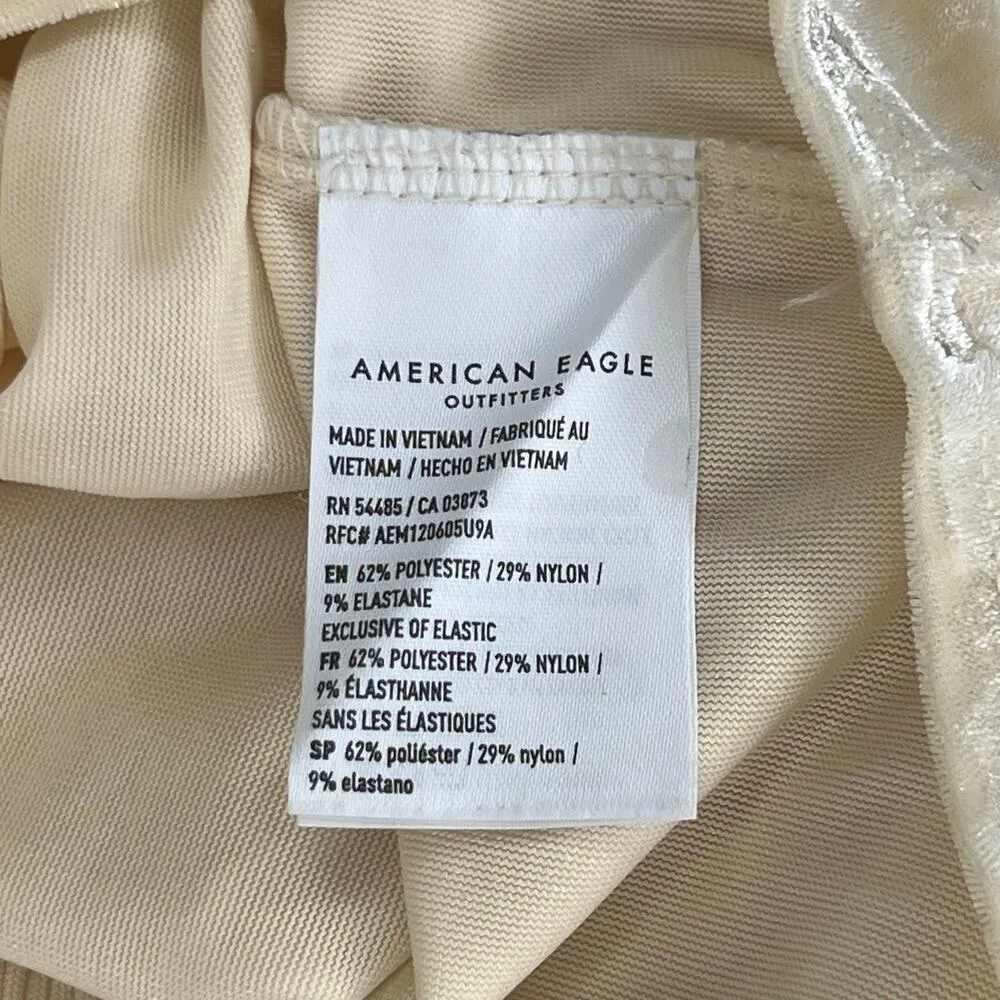 AMERICAN EAGLE
OUTFITTERS
MADE IN VIETNAM / FABRIQUÉ AU
VIETNAM / HECHO EN VIETNAM
RN 54485 / CA 03873
RFC# AEM120605U9A
EN 62% POLYESTER / 29% NYLON /
9% ELASTANE
EXCLUSIVE OF ELASTIC
FR 62% POLYESTER / 29% NYLON /
9% ÉLASTHANNE
SANS LES ÉLASTIQUES
SP 62% poliéster / 29% nylon /
9% elastano